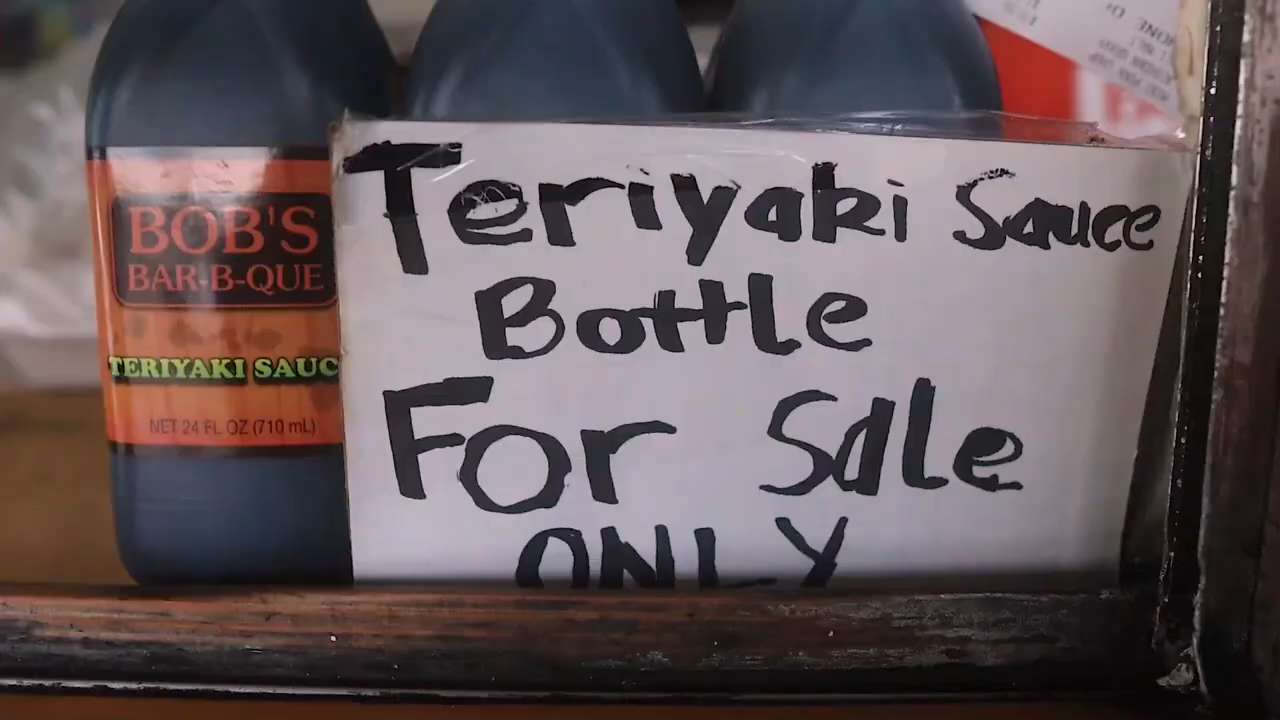 BOB'S
BAR-B-QUE
TERIYAKI SAUC
NET 24 FL OZ (710 mL)
Teriyaki Sauce
Bottle
For Sale
ONLY